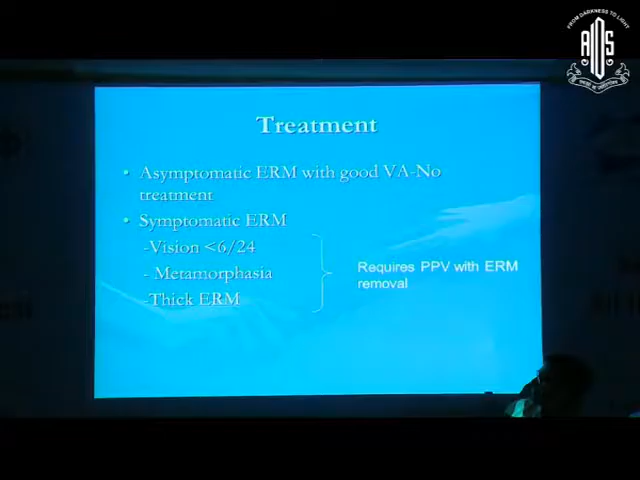 FROM DARKNESS TO LIGHT
AIOS
Treatment
• Asymptomatic ERM with good VA-No
treatment
• Symptomatic ERM
-Vision <6/24
- Metamorphasia
-Thick ERM
Requires PPV with ERM
removal